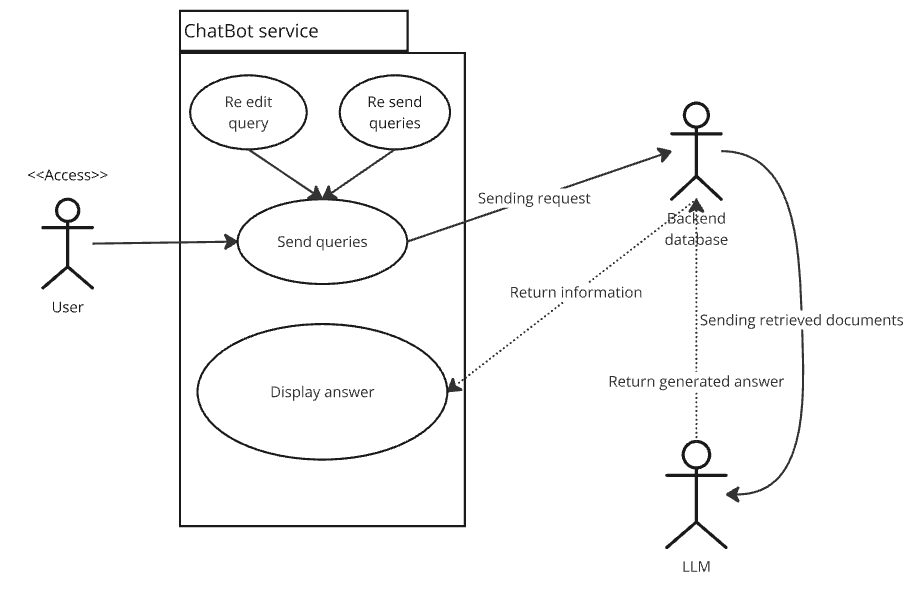 ChatBot service
Re edit
query
Re send
queries
<<Access>>
User
Send queries
Sending request
Backend
database
Return information
Sending retrieved documents
Return generated answer
Display answer
LLM